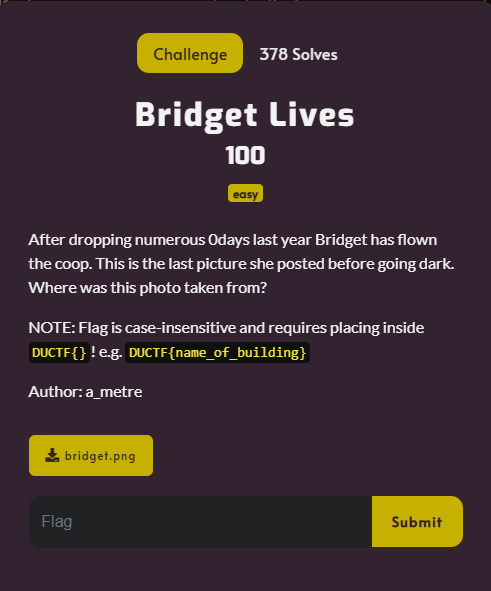 Challenge 378 Solves
Bridget Lives
100
easy
After dropping numerous 0days last year Bridget has flown
the coop. This is the last picture she posted before going dark.
Where was this photo taken from?
NOTE: Flag is case-insensitive and requires placing inside
DUCTF{} ! e.g. DUCTF{name_of_building}
Author: a_metre
bridget.png
Flag Submit